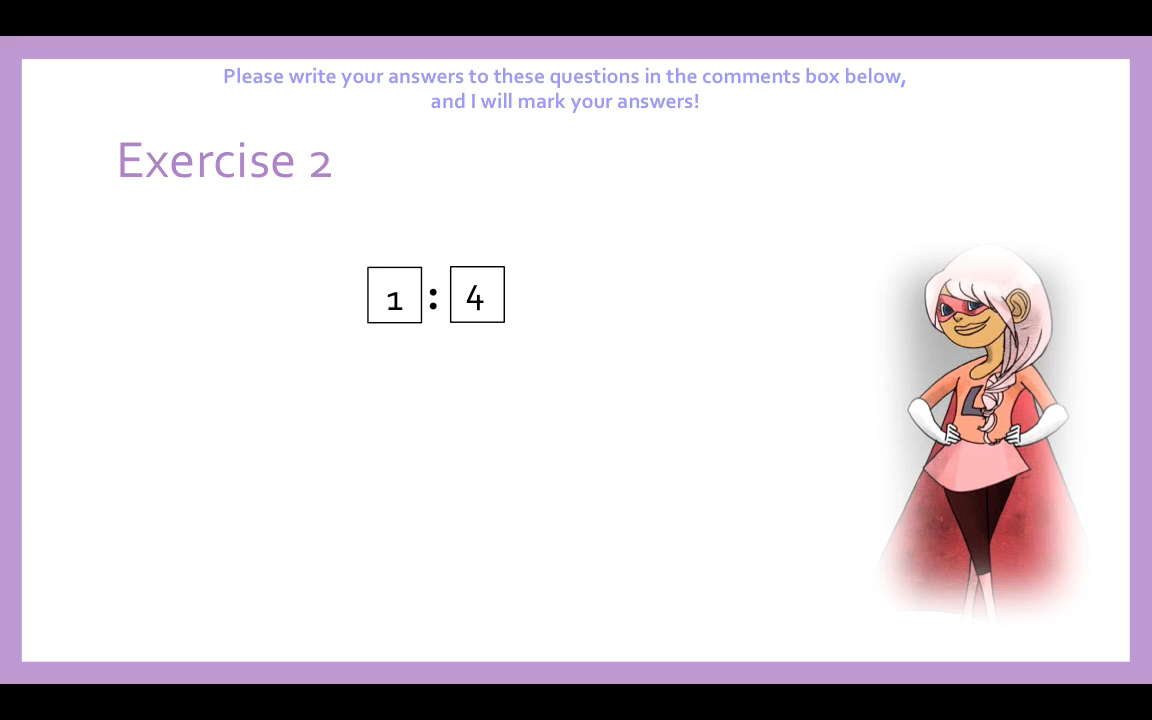 Please write your answers to these questions in the comments box below,
and I will mark your answers!
Exercise 2
1 : 4
L